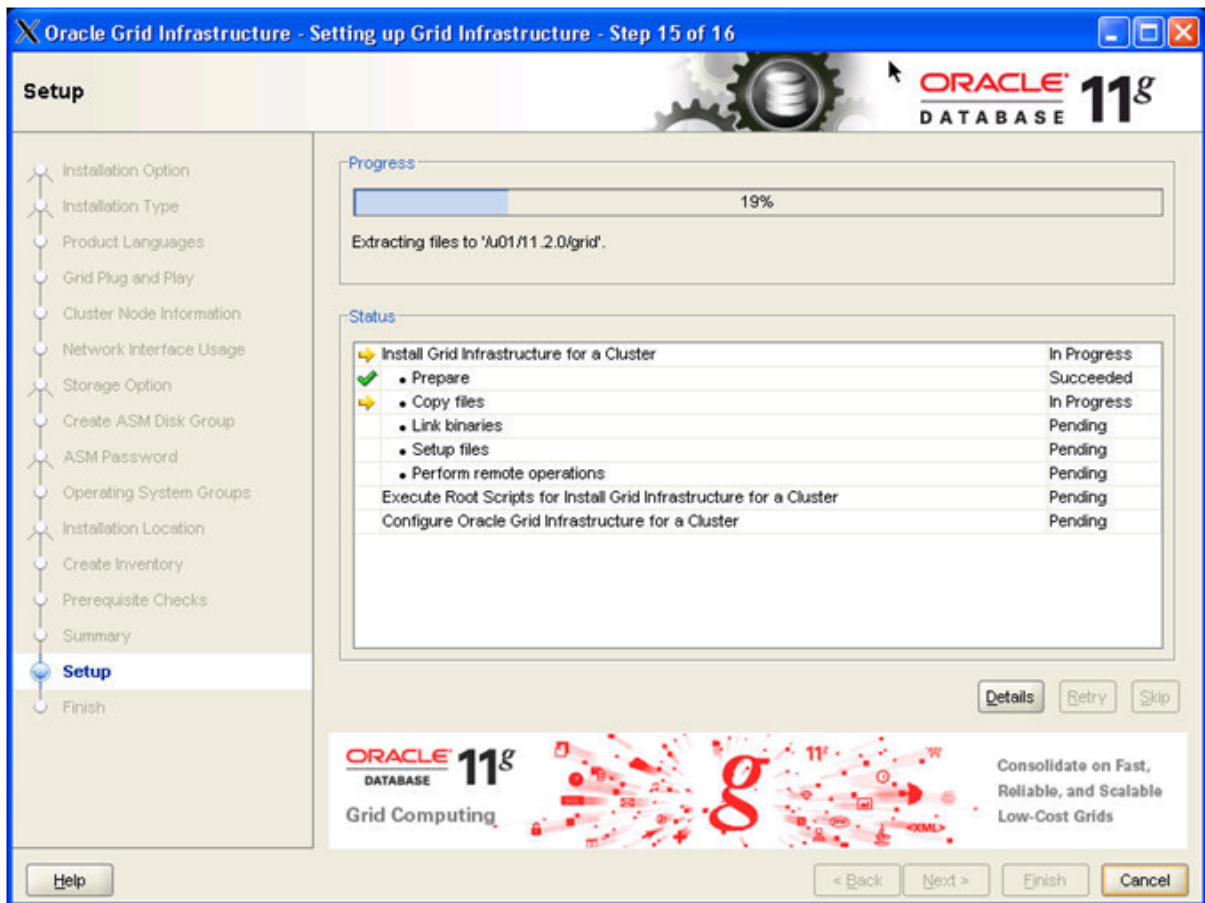 X Oracle Grid Infrastructure - Setting up Grid Infrastructure - Step 15 of 16
Setup
ORACLE
DATABASE
11g
Installation Option
Installation Type
Product Languages
Grid Plug and Play
Cluster Node Information
Network Interface Usage
Storage Option
Create ASM Disk Group
ASM Password
Operating System Groups
Installation Location
Create Inventory
Prerequisite Checks
Summary
Setup
Finish
Progress
19%
Extracting files to '/u01/11.2.0/grid'.
Status
Install Grid Infrastructure for a Cluster In Progress
• Prepare Succeeded
• Copy files In Progress
• Link binaries Pending
• Setup files Pending
• Perform remote operations Pending
Execute Root Scripts for Install Grid Infrastructure for a Cluster Pending
Configure Oracle Grid Infrastructure for a Cluster Pending
Details Retry Skip
ORACLE 11g
DATABASE
Grid Computing
g
11g
<XML>
Consolidate on Fast,
Reliable, and Scalable
Low-Cost Grids
Help < Back Next > Finish Cancel